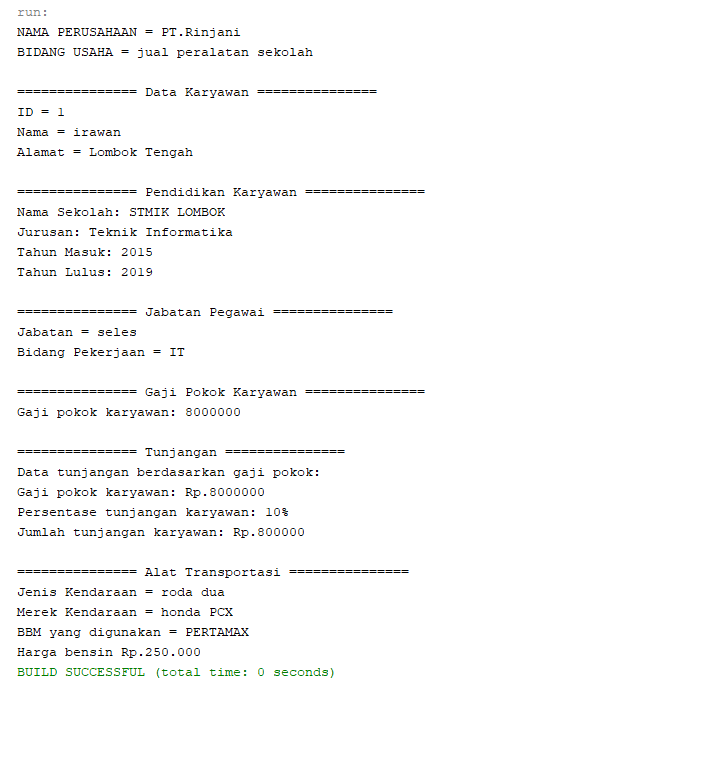 run:
NAMA PERUSAHAAN = PT.Rinjani
BIDANG USAHA = jual peralatan sekolah
=============== Data Karyawan ===============
ID = 1
Nama = irawan
Alamat = Lombok Tengah
=============== Pendidikan Karyawan ===============
Nama Sekolah: STMIK LOMBOK
Jurusan: Teknik Informatika
Tahun Masuk: 2015
Tahun Lulus: 2019
=============== Jabatan Pegawai ===============
Jabatan = seles
Bidang Pekerjaan = IT
=============== Gaji Pokok Karyawan ===============
Gaji pokok karyawan: 8000000
=============== Tunjangan ===============
Data tunjangan berdasarkan gaji pokok:
Gaji pokok karyawan: Rp.8000000
Persentase tunjangan karyawan: 10%
Jumlah tunjangan karyawan: Rp.800000
=============== Alat Transportasi ===============
Jenis Kendaraan = roda dua
Merek Kendaraan = honda PCX
BBM yang digunakan = PERTAMAX
Harga bensin Rp.250.000
BUILD SUCCESSFUL (total time: 0 seconds)